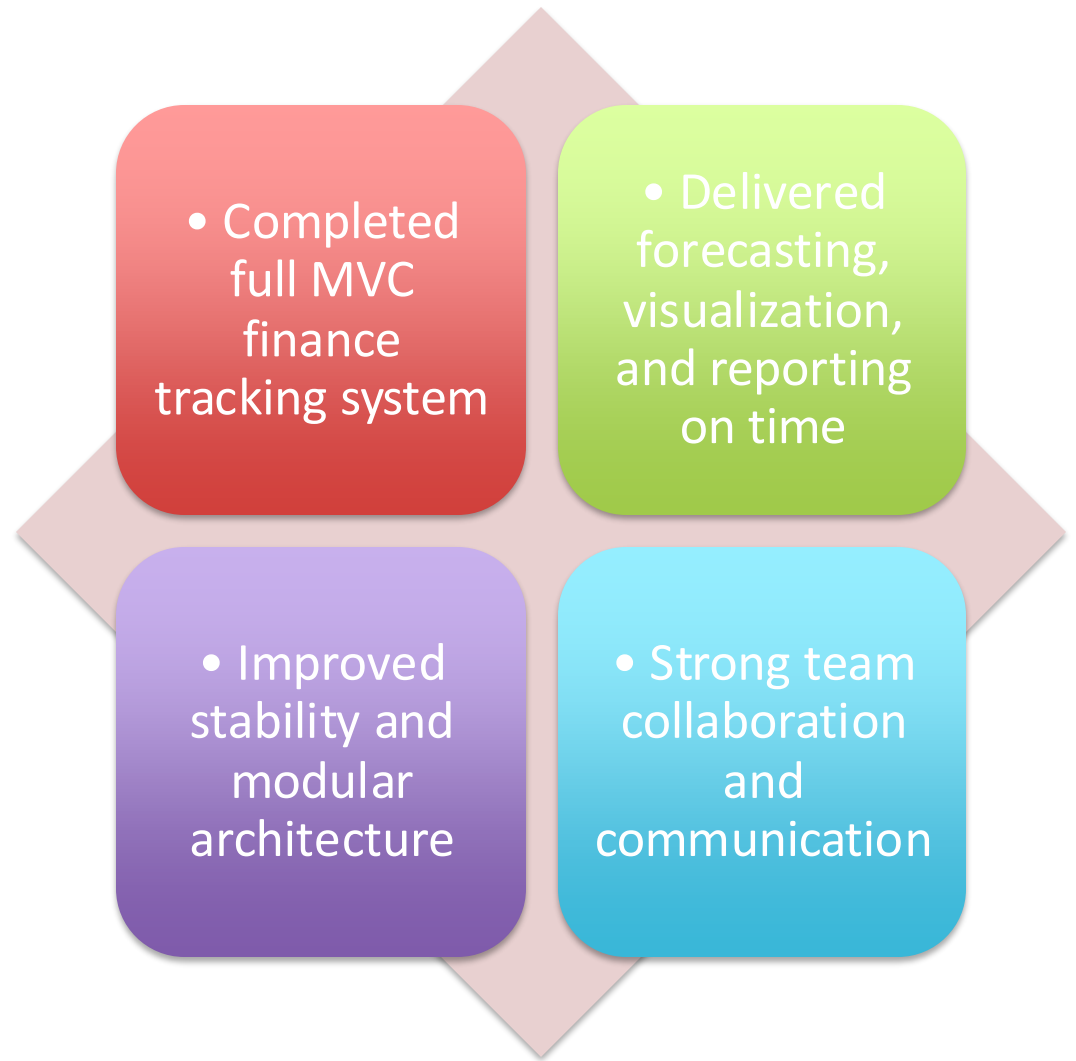 • Completed
full MVC
finance
tracking system
• Delivered
forecasting,
visualization,
and reporting
on time
• Improved
stability and
modular
architecture
• Strong team
collaboration
and
communication